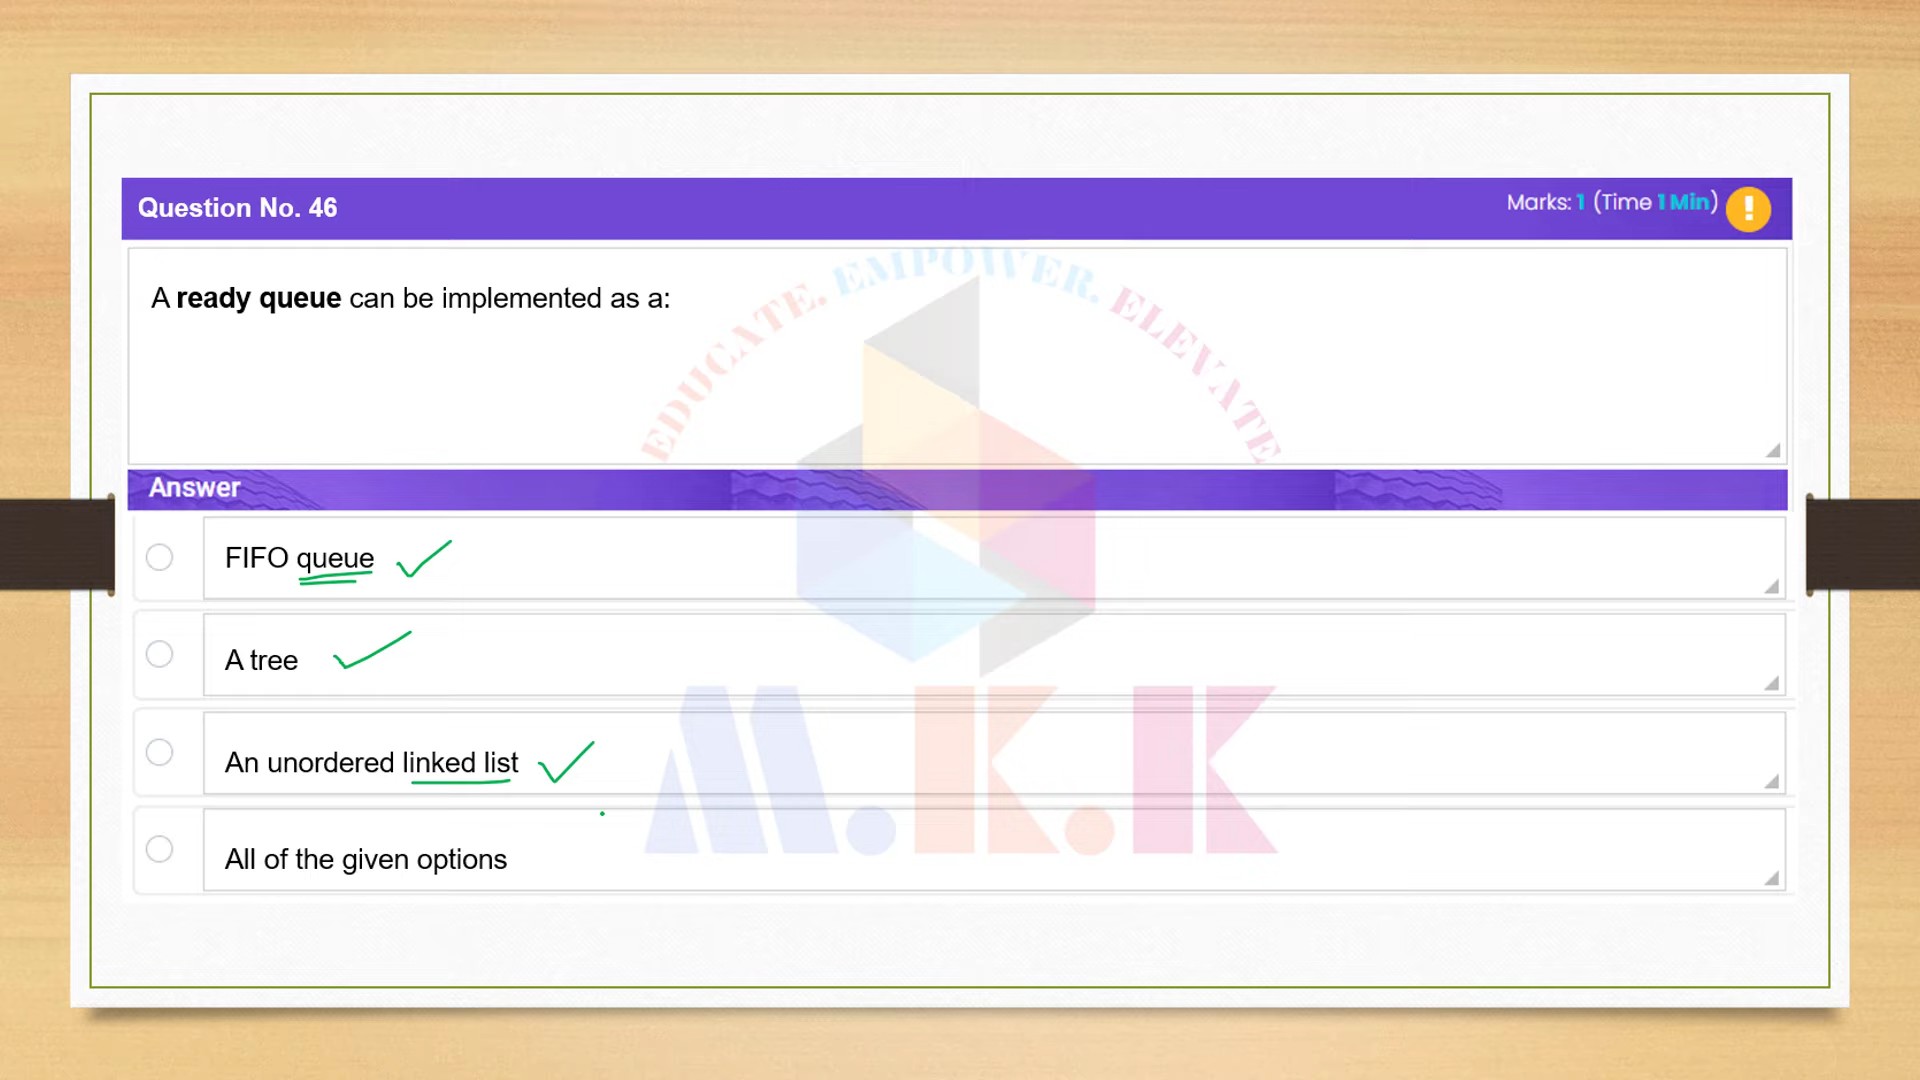 Question No. 46
Marks: 1 (Time 1 Min)
!
A ready queue can be implemented as a:
EDUCATE. EMPOWER. ELEVATE
Answer
FIFO queue
A tree
An unordered linked list
All of the given options
M.K.K